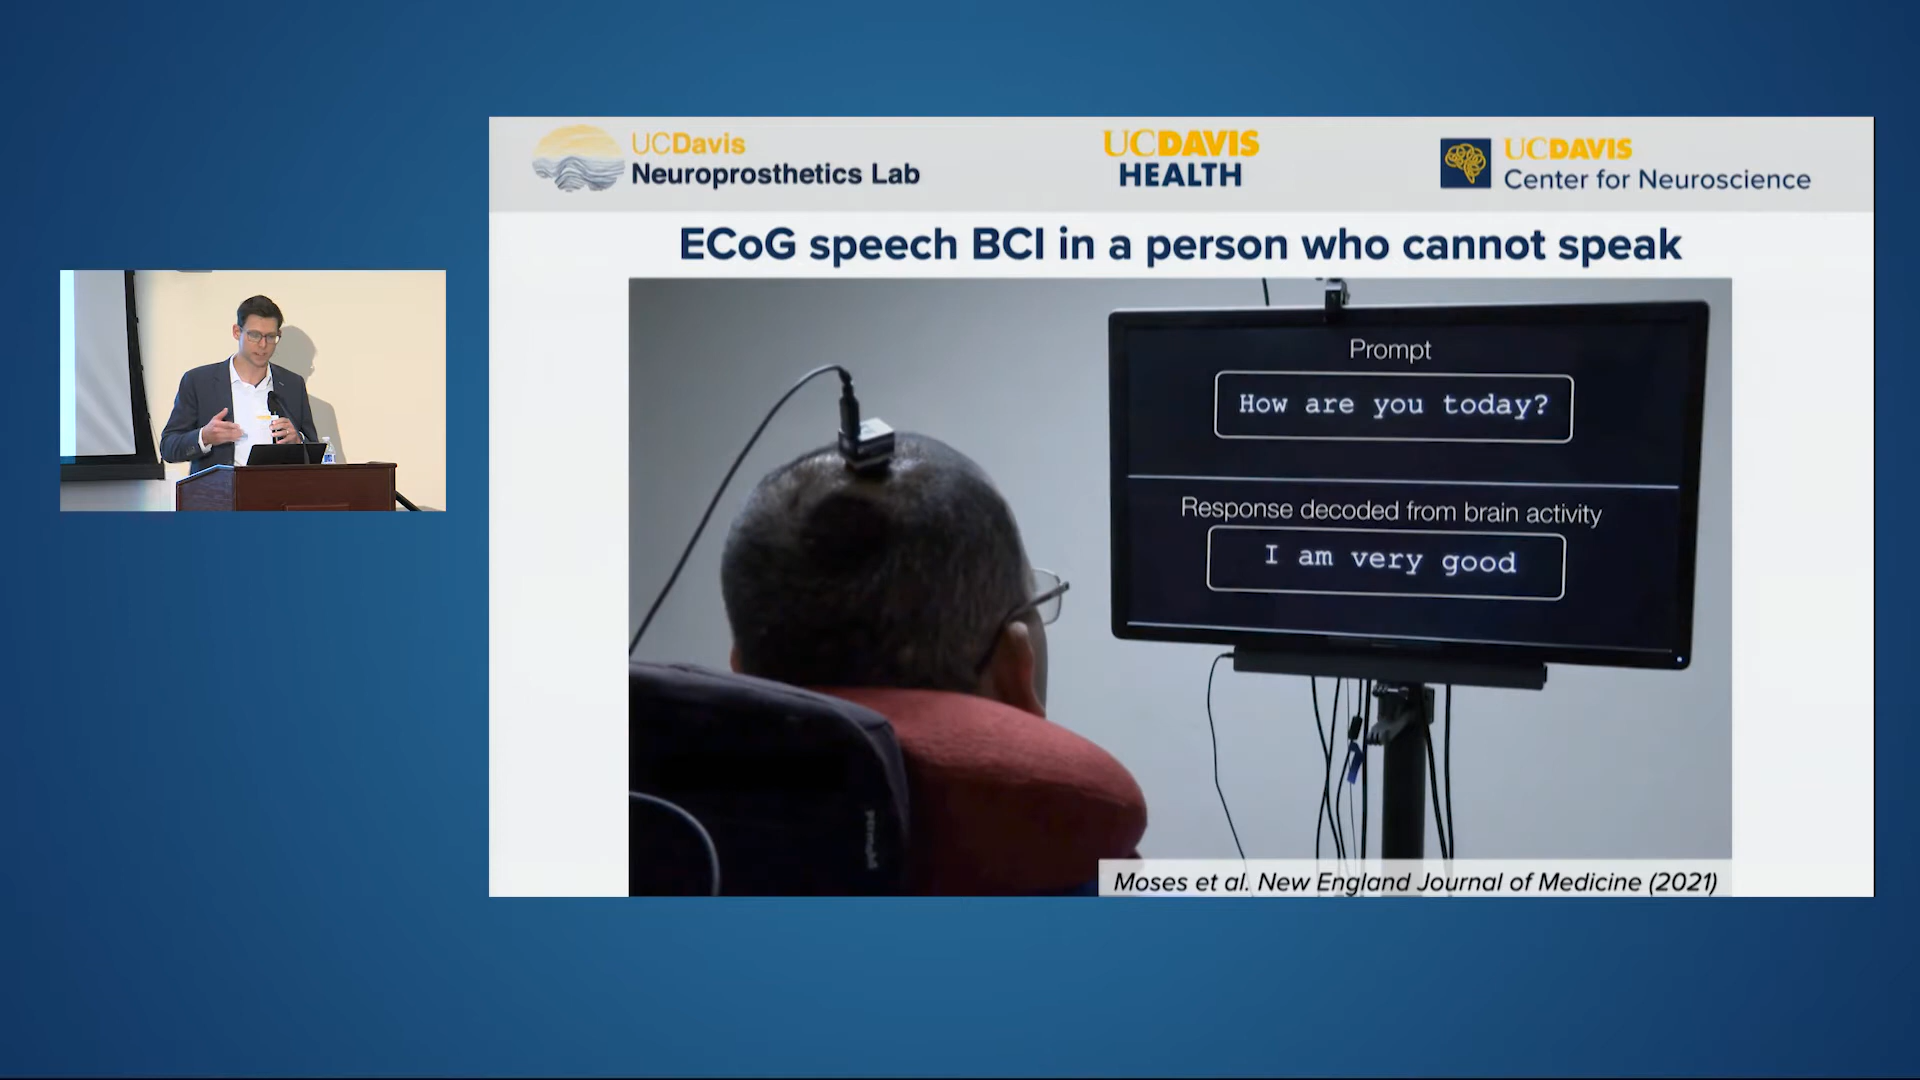 UCDavis
Neuroprosthetics Lab
UCDAVIS
HEALTH
UCDAVIS
Center for Neuroscience
ECoG speech BCI in a person who cannot speak
Prompt
How are you today?
Response decoded from brain activity
I am very good
Moses et al. New England Journal of Medicine (2021)